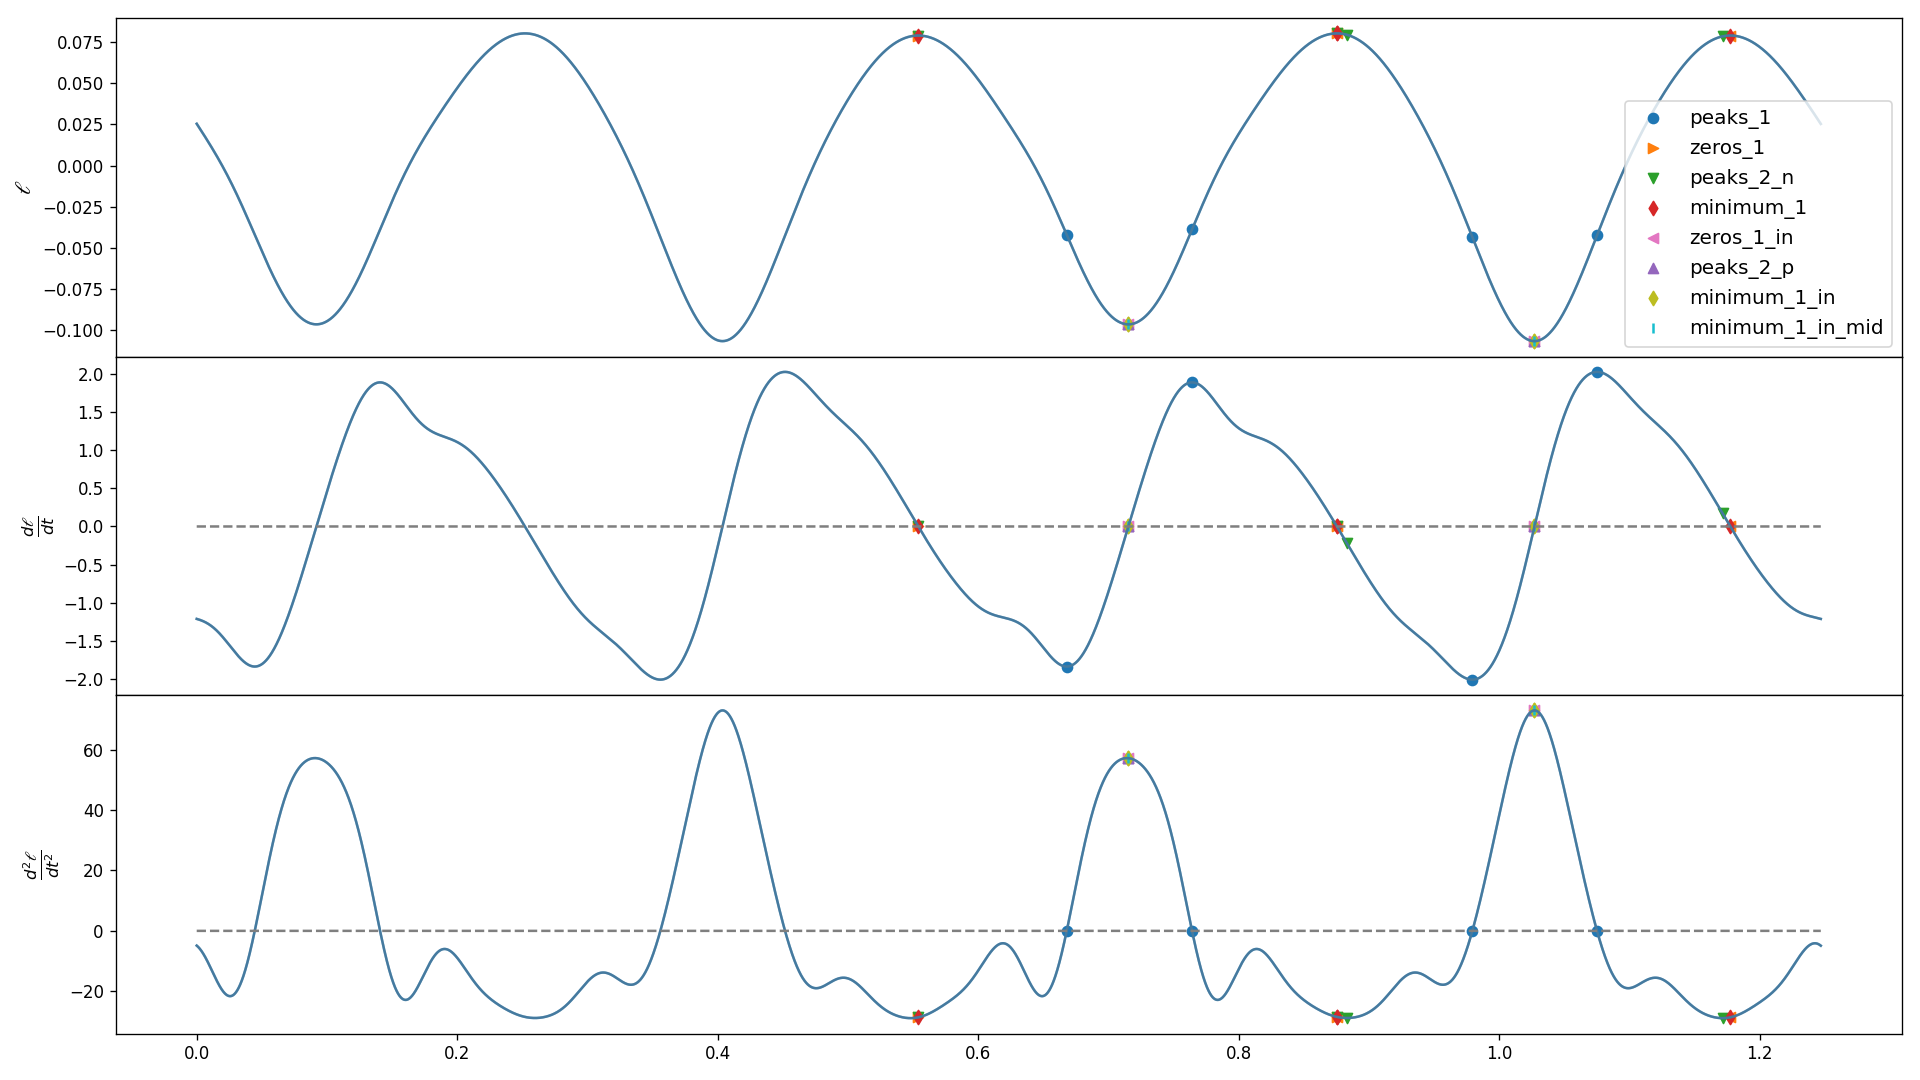 0.075
0.050
0.025
0.000
−0.025
−0.050
−0.075
−0.100
ℓ
peaks_1
zeros_1
peaks_2_n
minimum_1
zeros_1_in
peaks_2_p
minimum_1_in
minimum_1_in_mid
2.0
1.5
1.0
0.5
0.0
−0.5
−1.0
−1.5
−2.0
dℓ
dt
60
40
20
0
−20
d²ℓ
dt²
0.0 0.2 0.4 0.6 0.8 1.0 1.2